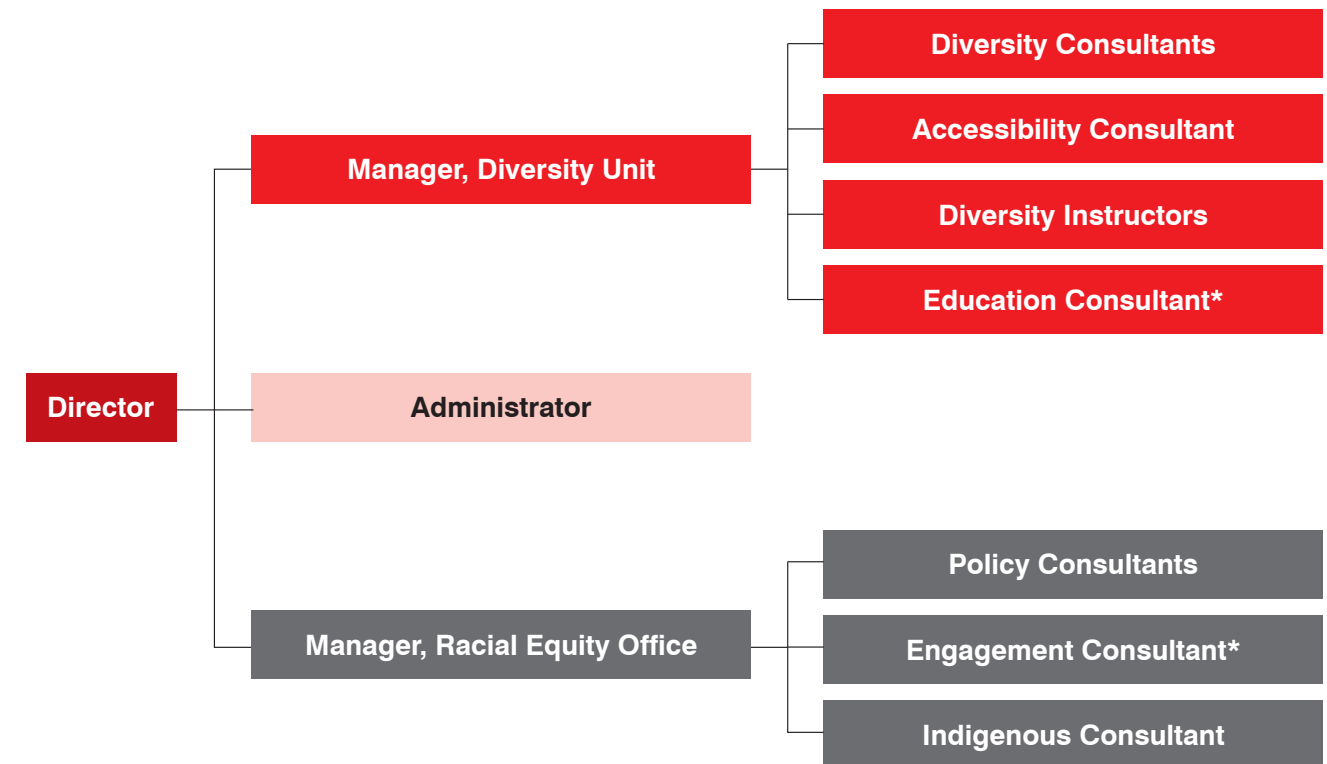 Director
Manager, Diversity Unit
Diversity Consultants
Accessibility Consultant
Diversity Instructors
Education Consultant*
Administrator
Manager, Racial Equity Office
Policy Consultants
Engagement Consultant*
Indigenous Consultant